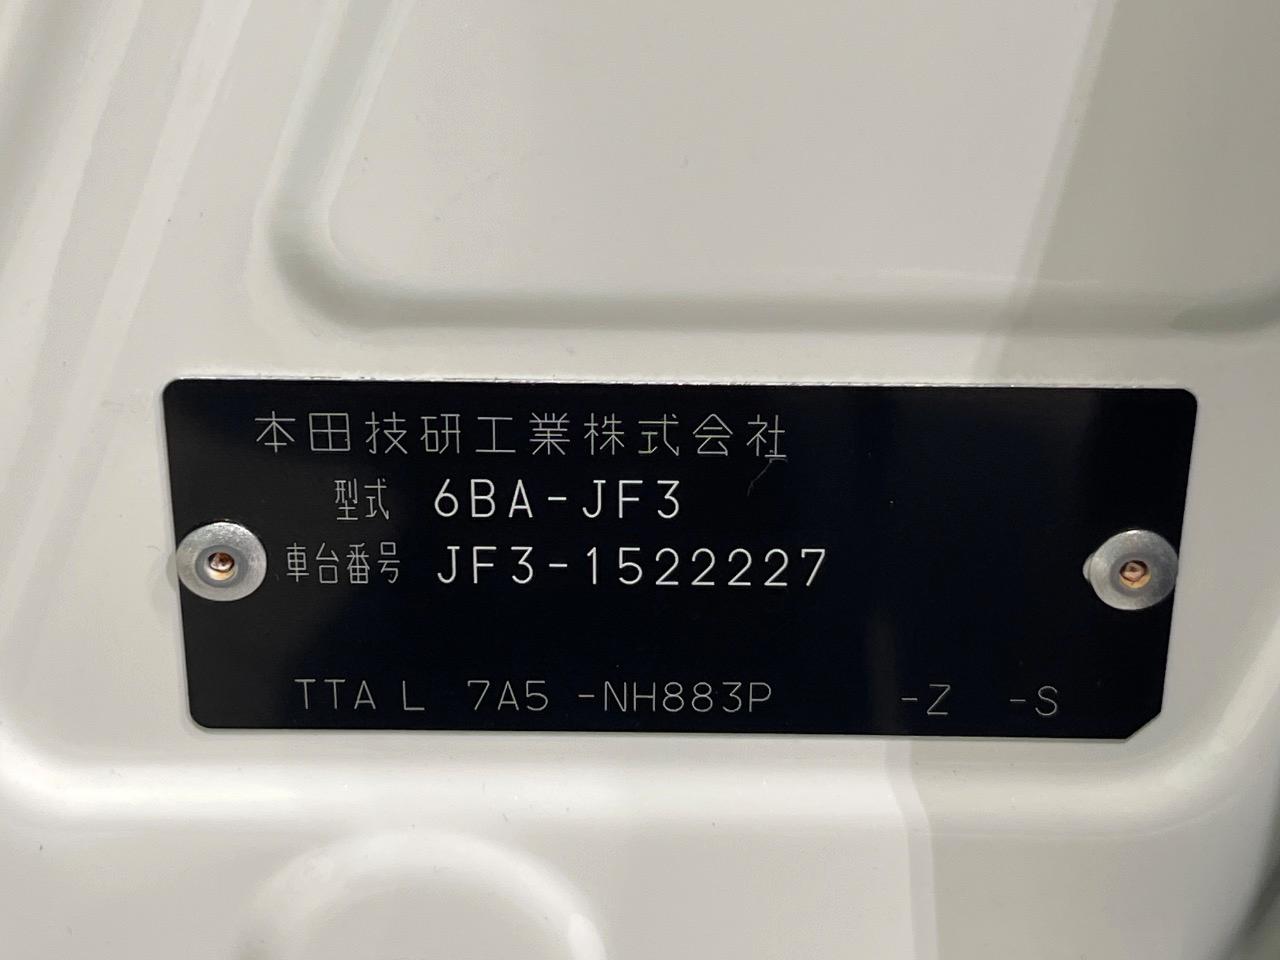 本田技研工業株式会社
型式 6BA-JF3
車台番号 JF3-1522227
TTA L 7A5 -NH883P -Z -S